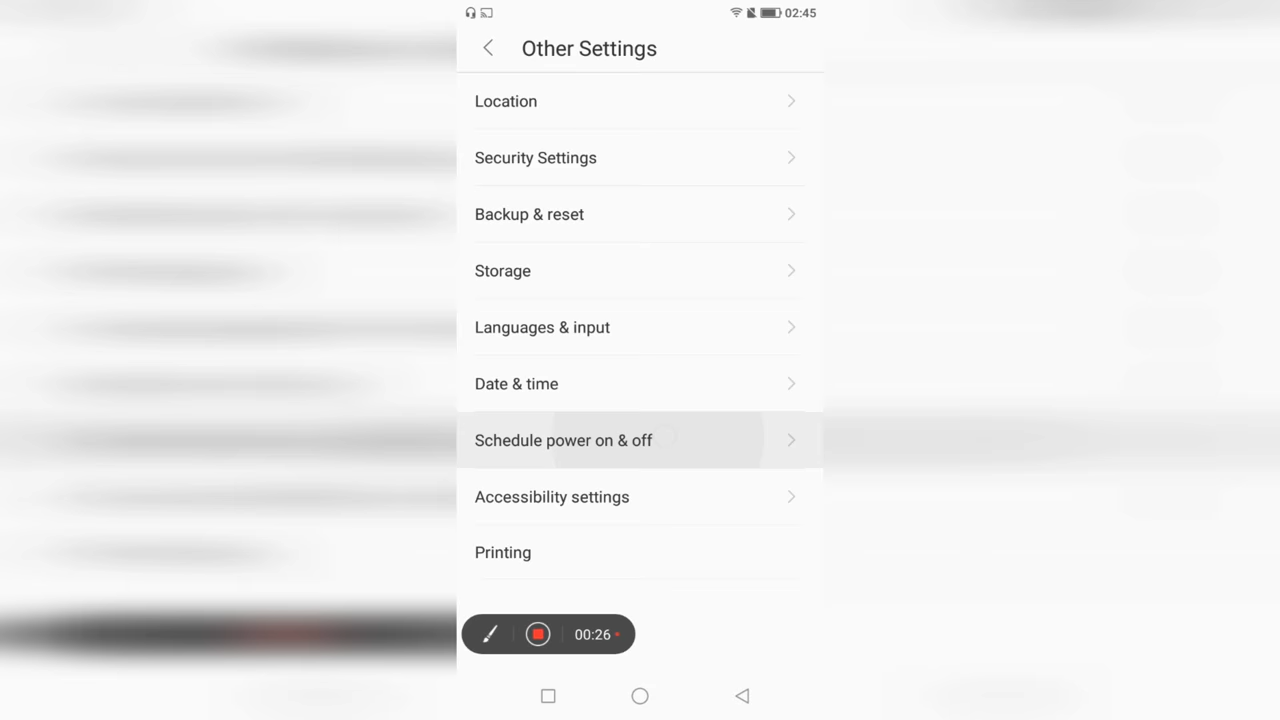 02:45
Other Settings
Location
Security Settings
Backup & reset
Storage
Languages & input
Date & time
Schedule power on & off
Accessibility settings
Printing
00:26